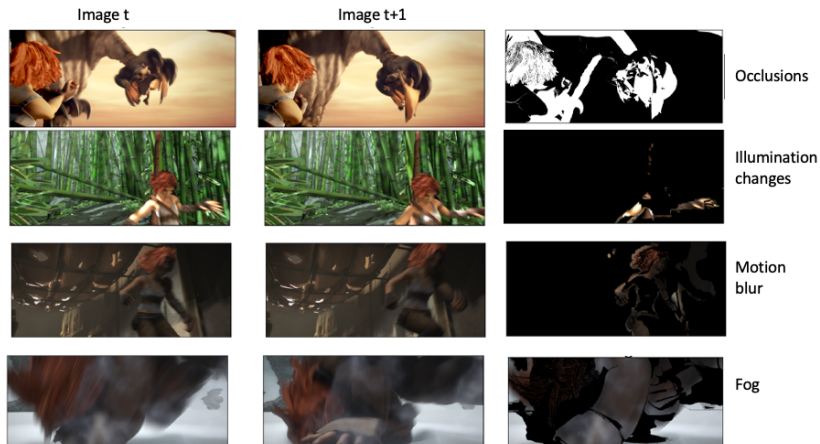 Image t
Image t+1
Occlusions
Illumination
changes
Motion
blur
Fog